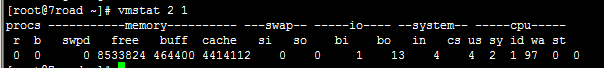 [root@7road ~]# vmstat 2 1
procs -----------memory---------- ---swap-- -----io---- --system-- -----cpu-----
r b swpd free buff cache si so bi bo in cs us sy id wa st
0 0 0 8533824 464400 4414112 0 0 1 13 4 4 2 1 97 0 0